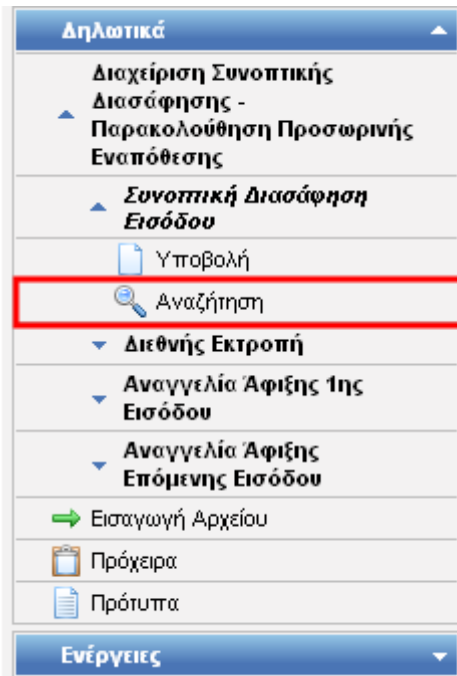 Δηλωτικά
Διαχείριση Συνοπτικής
Διασάφησης -
Παρακολούθηση Προσωρινής
Εναπόθεσης
Συνοπτική Διασάφηση
Εισόδου
Υποβολή
Αναζήτηση
Διεθνής Εκτροπή
Αναγγελία Άφιξης 1ης
Εισόδου
Αναγγελία Άφιξης
Επόμενης Εισόδου
Εισαγωγή Αρχείου
Πρόχειρα
Πρότυπα
Ενέργειες